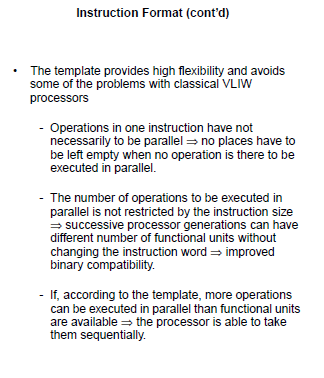 Instruction Format (cont'd)
• The template provides high flexibility and avoids
some of the problems with classical VLIW
processors
- Operations in one instruction have not
necessarily to be parallel ⇒ no places have to
be left empty when no operation is there to be
executed in parallel.
- The number of operations to be executed in
parallel is not restricted by the instruction size
⇒ successive processor generations can have
different number of functional units without
changing the instruction word ⇒ improved
binary compatibility.
- If, according to the template, more operations
can be executed in parallel than functional units
are available ⇒ the processor is able to take
them sequentially.